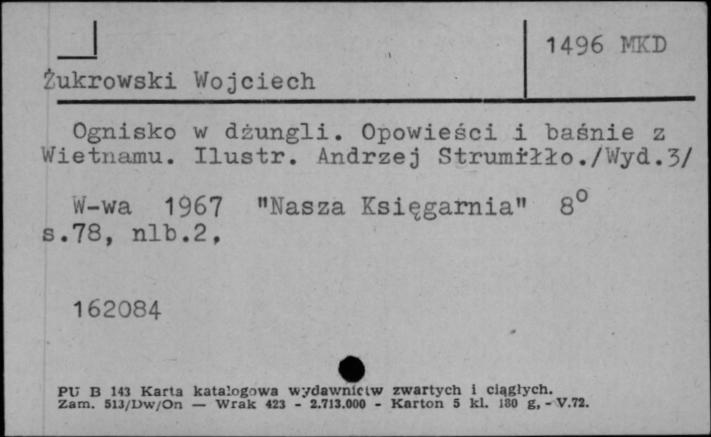 1496 MKD
Żukrowski Wojciech
Ognisko w dżungli. Opowieści i baśnie z
Wietnamu. Ilustr. Andrzej Strumiłło./Wyd.3/
W-wa 1967 "Nasza Księgarnia" 8°
s.78, nlb.2,
162084
PU B 143 Karta katalogowa wydawnictw zwartych i ciągłych.
Zam. 513/Dw/On — Wrak 423 - 2.713.000 - Karton 5 kl. 180 g, - V.72.